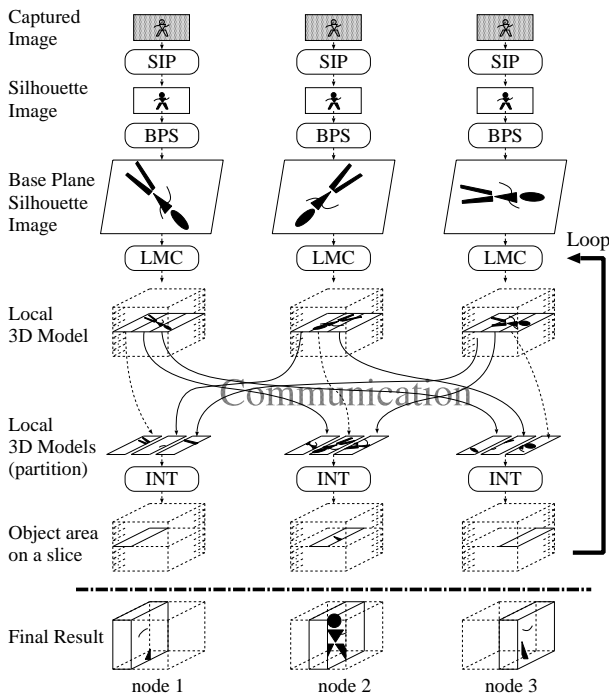 Captured
Image
SIP SIP SIP
Silhouette
Image
BPS BPS BPS
Base Plane
Silhouette
Image
LMC LMC LMC
Loop
Local
3D Model
Communication
Local
3D Models
(partition)
INT INT INT
Object area
on a slice
Final Result
node 1 node 2 node 3